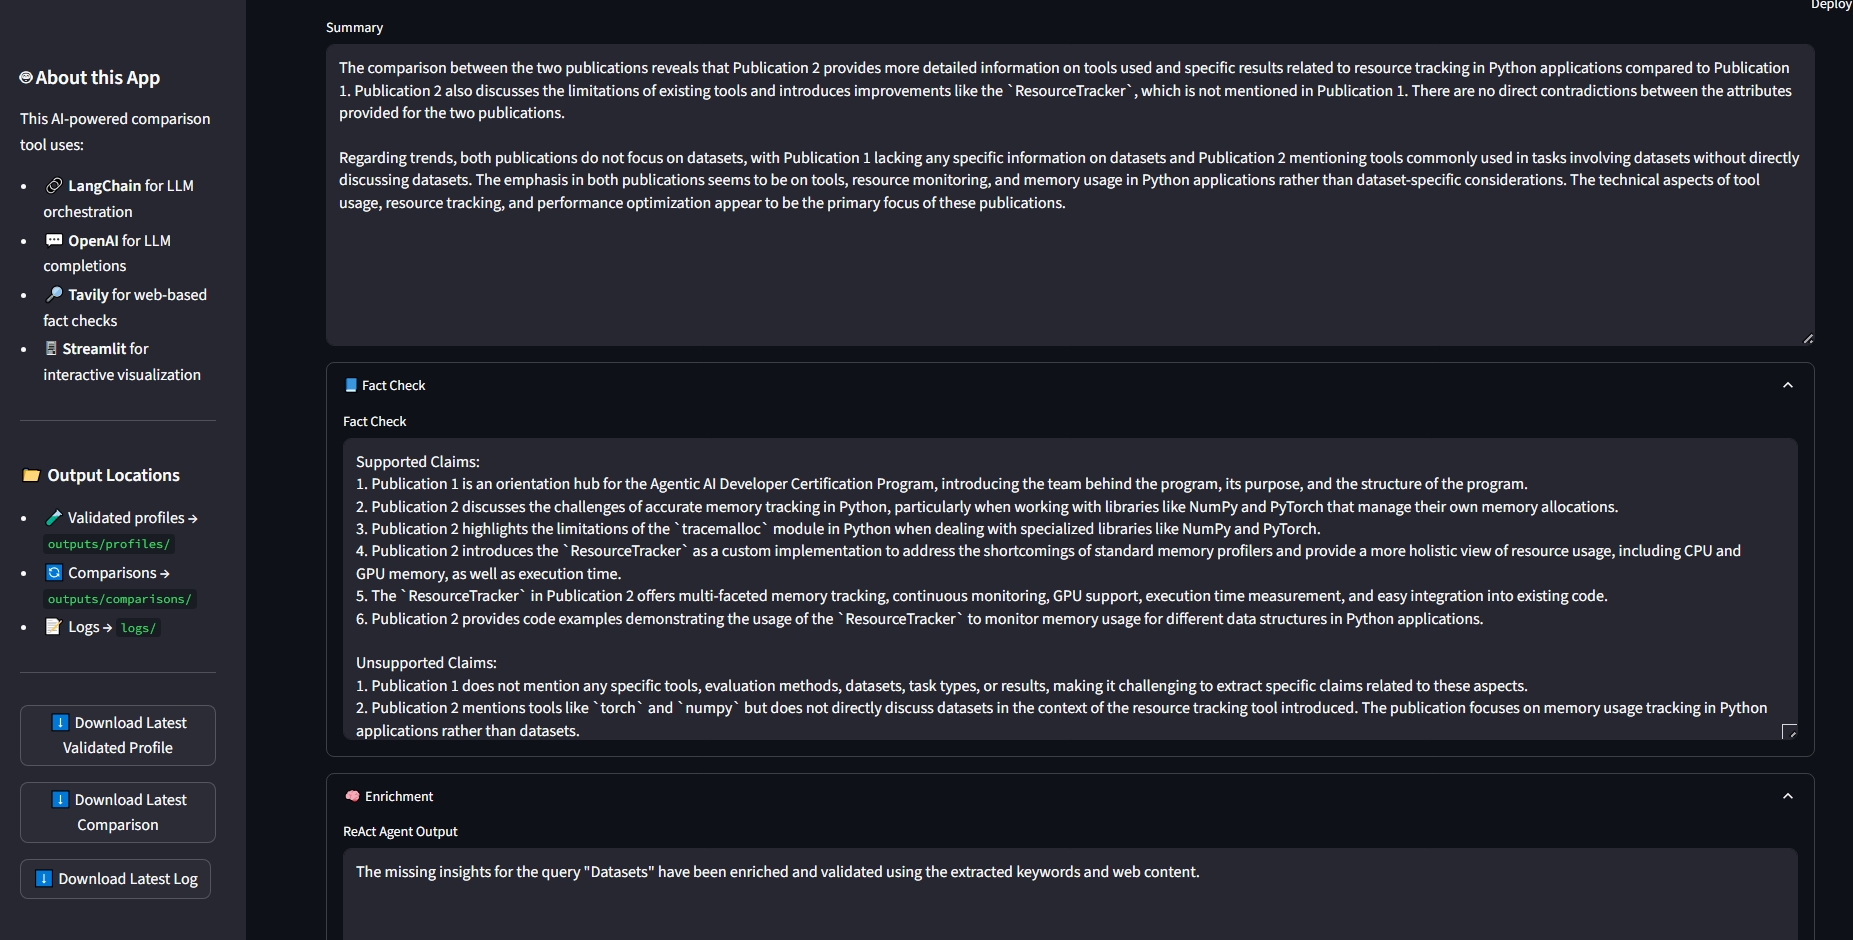 Deploy
About this App
This AI-powered comparison
tool uses:
LangChain for LLM
orchestration
OpenAI for LLM
completions
Tavily for web-based
fact checks
Streamlit for
interactive visualization
Output Locations
Validated profiles →
outputs/profiles/
Comparisons →
outputs/comparisons/
Logs → logs/
Download Latest
Validated Profile
Download Latest
Comparison
Download Latest Log
Summary
The comparison between the two publications reveals that Publication 2 provides more detailed information on tools used and specific results related to resource tracking in Python applications compared to Publication
1. Publication 2 also discusses the limitations of existing tools and introduces improvements like the `ResourceTracker`, which is not mentioned in Publication 1. There are no direct contradictions between the attributes
provided for the two publications.
Regarding trends, both publications do not focus on datasets, with Publication 1 lacking any specific information on datasets and Publication 2 mentioning tools commonly used in tasks involving datasets without directly
discussing datasets. The emphasis in both publications seems to be on tools, resource monitoring, and memory usage in Python applications rather than dataset-specific considerations. The technical aspects of tool
usage, resource tracking, and performance optimization appear to be the primary focus of these publications.
Fact Check
Fact Check
Supported Claims:
1. Publication 1 is an orientation hub for the Agentic AI Developer Certification Program, introducing the team behind the program, its purpose, and the structure of the program.
2. Publication 2 discusses the challenges of accurate memory tracking in Python, particularly when working with libraries like NumPy and PyTorch that manage their own memory allocations.
3. Publication 2 highlights the limitations of the `tracemalloc` module in Python when dealing with specialized libraries like NumPy and PyTorch.
4. Publication 2 introduces the `ResourceTracker` as a custom implementation to address the shortcomings of standard memory profilers and provide a more holistic view of resource usage, including CPU and
GPU memory, as well as execution time.
5. The `ResourceTracker` in Publication 2 offers multi-faceted memory tracking, continuous monitoring, GPU support, execution time measurement, and easy integration into existing code.
6. Publication 2 provides code examples demonstrating the usage of the `ResourceTracker` to monitor memory usage for different data structures in Python applications.
Unsupported Claims:
1. Publication 1 does not mention any specific tools, evaluation methods, datasets, task types, or results, making it challenging to extract specific claims related to these aspects.
2. Publication 2 mentions tools like `torch` and `numpy` but does not directly discuss datasets in the context of the resource tracking tool introduced. The publication focuses on memory usage tracking in Python
applications rather than datasets.
Enrichment
ReAct Agent Output
The missing insights for the query "Datasets" have been enriched and validated using the extracted keywords and web content.